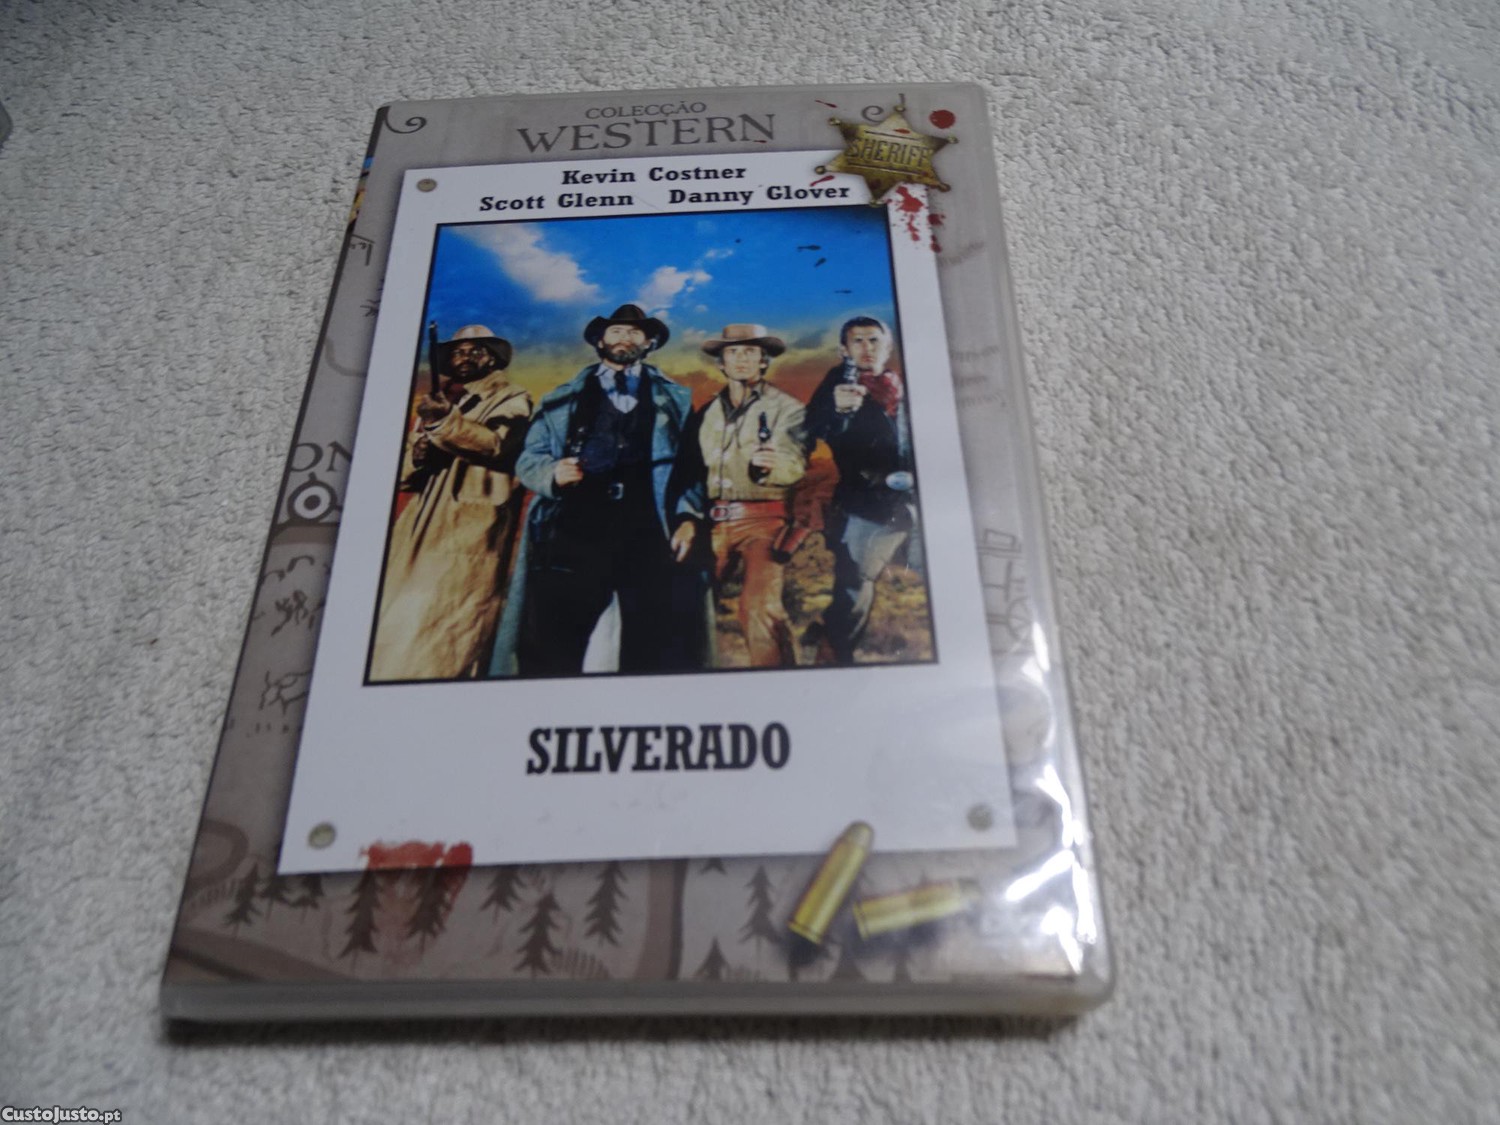 COLECÇÃO
WESTERN
SHERIFF
Kevin Costner
Scott Glenn Danny Glover
SILVERADO
CustoJusto.pt